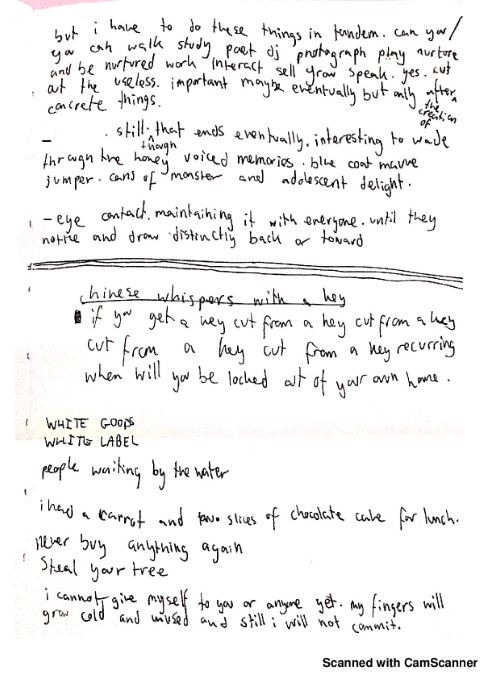 but i have to do these things in tandem. can you/
you can walk study poet dj photograph play nurture
and be nurtured work interact sell grow speak. yes. cut
out the useless. important maybe eventually but only after
the creation of
concrete things.
– . still. that ends eventually. interesting to wade
though
through the honey voiced memories. blue coat mauve
jumper. cans of monster and adolescent delight.
– eye contact. maintaining it with everyone. until they
notice and draw distinctly back or toward
chinese whispers with a key
if you get a key cut from a key cut from a key
cut from a key cut from a key recurring
when will you be locked out of your own home.
WHITE GOODS
WHITE LABEL
people waiting by the water
i had a carrot and two slices of chocolate cake for lunch.
never buy anything again
Steal your tree
i cannot give myself to you or anyone yet. my fingers will
grow cold and unused and still i will not commit.
Scanned with CamScanner